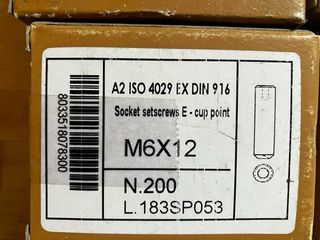 A2 ISO 4029 EX DIN 916
Socket setscrews E - cup point
M6X12
N.200
L.183SP053
8033518078300